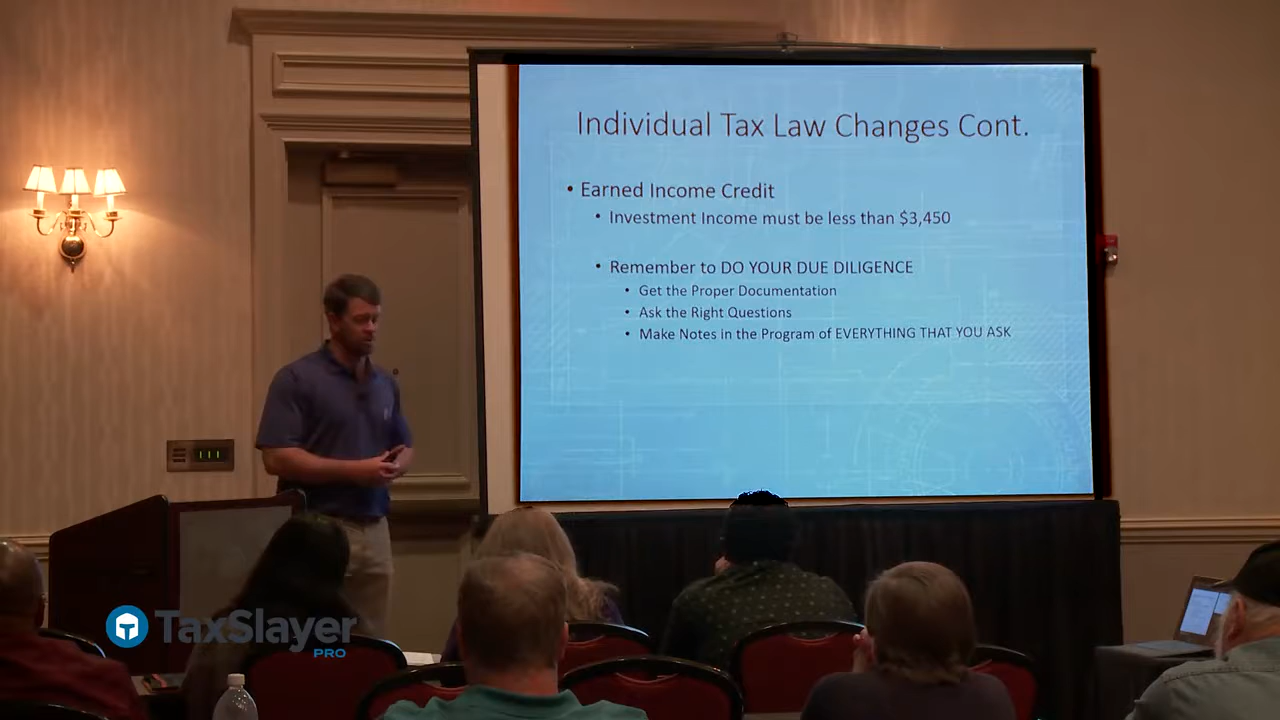 Individual Tax Law Changes Cont.
• Earned Income Credit
• Investment Income must be less than $3,450
• Remember to DO YOUR DUE DILIGENCE
• Get the Proper Documentation
• Ask the Right Questions
• Make Notes in the Program of EVERYTHING THAT YOU ASK
TaxSlayer
PRO